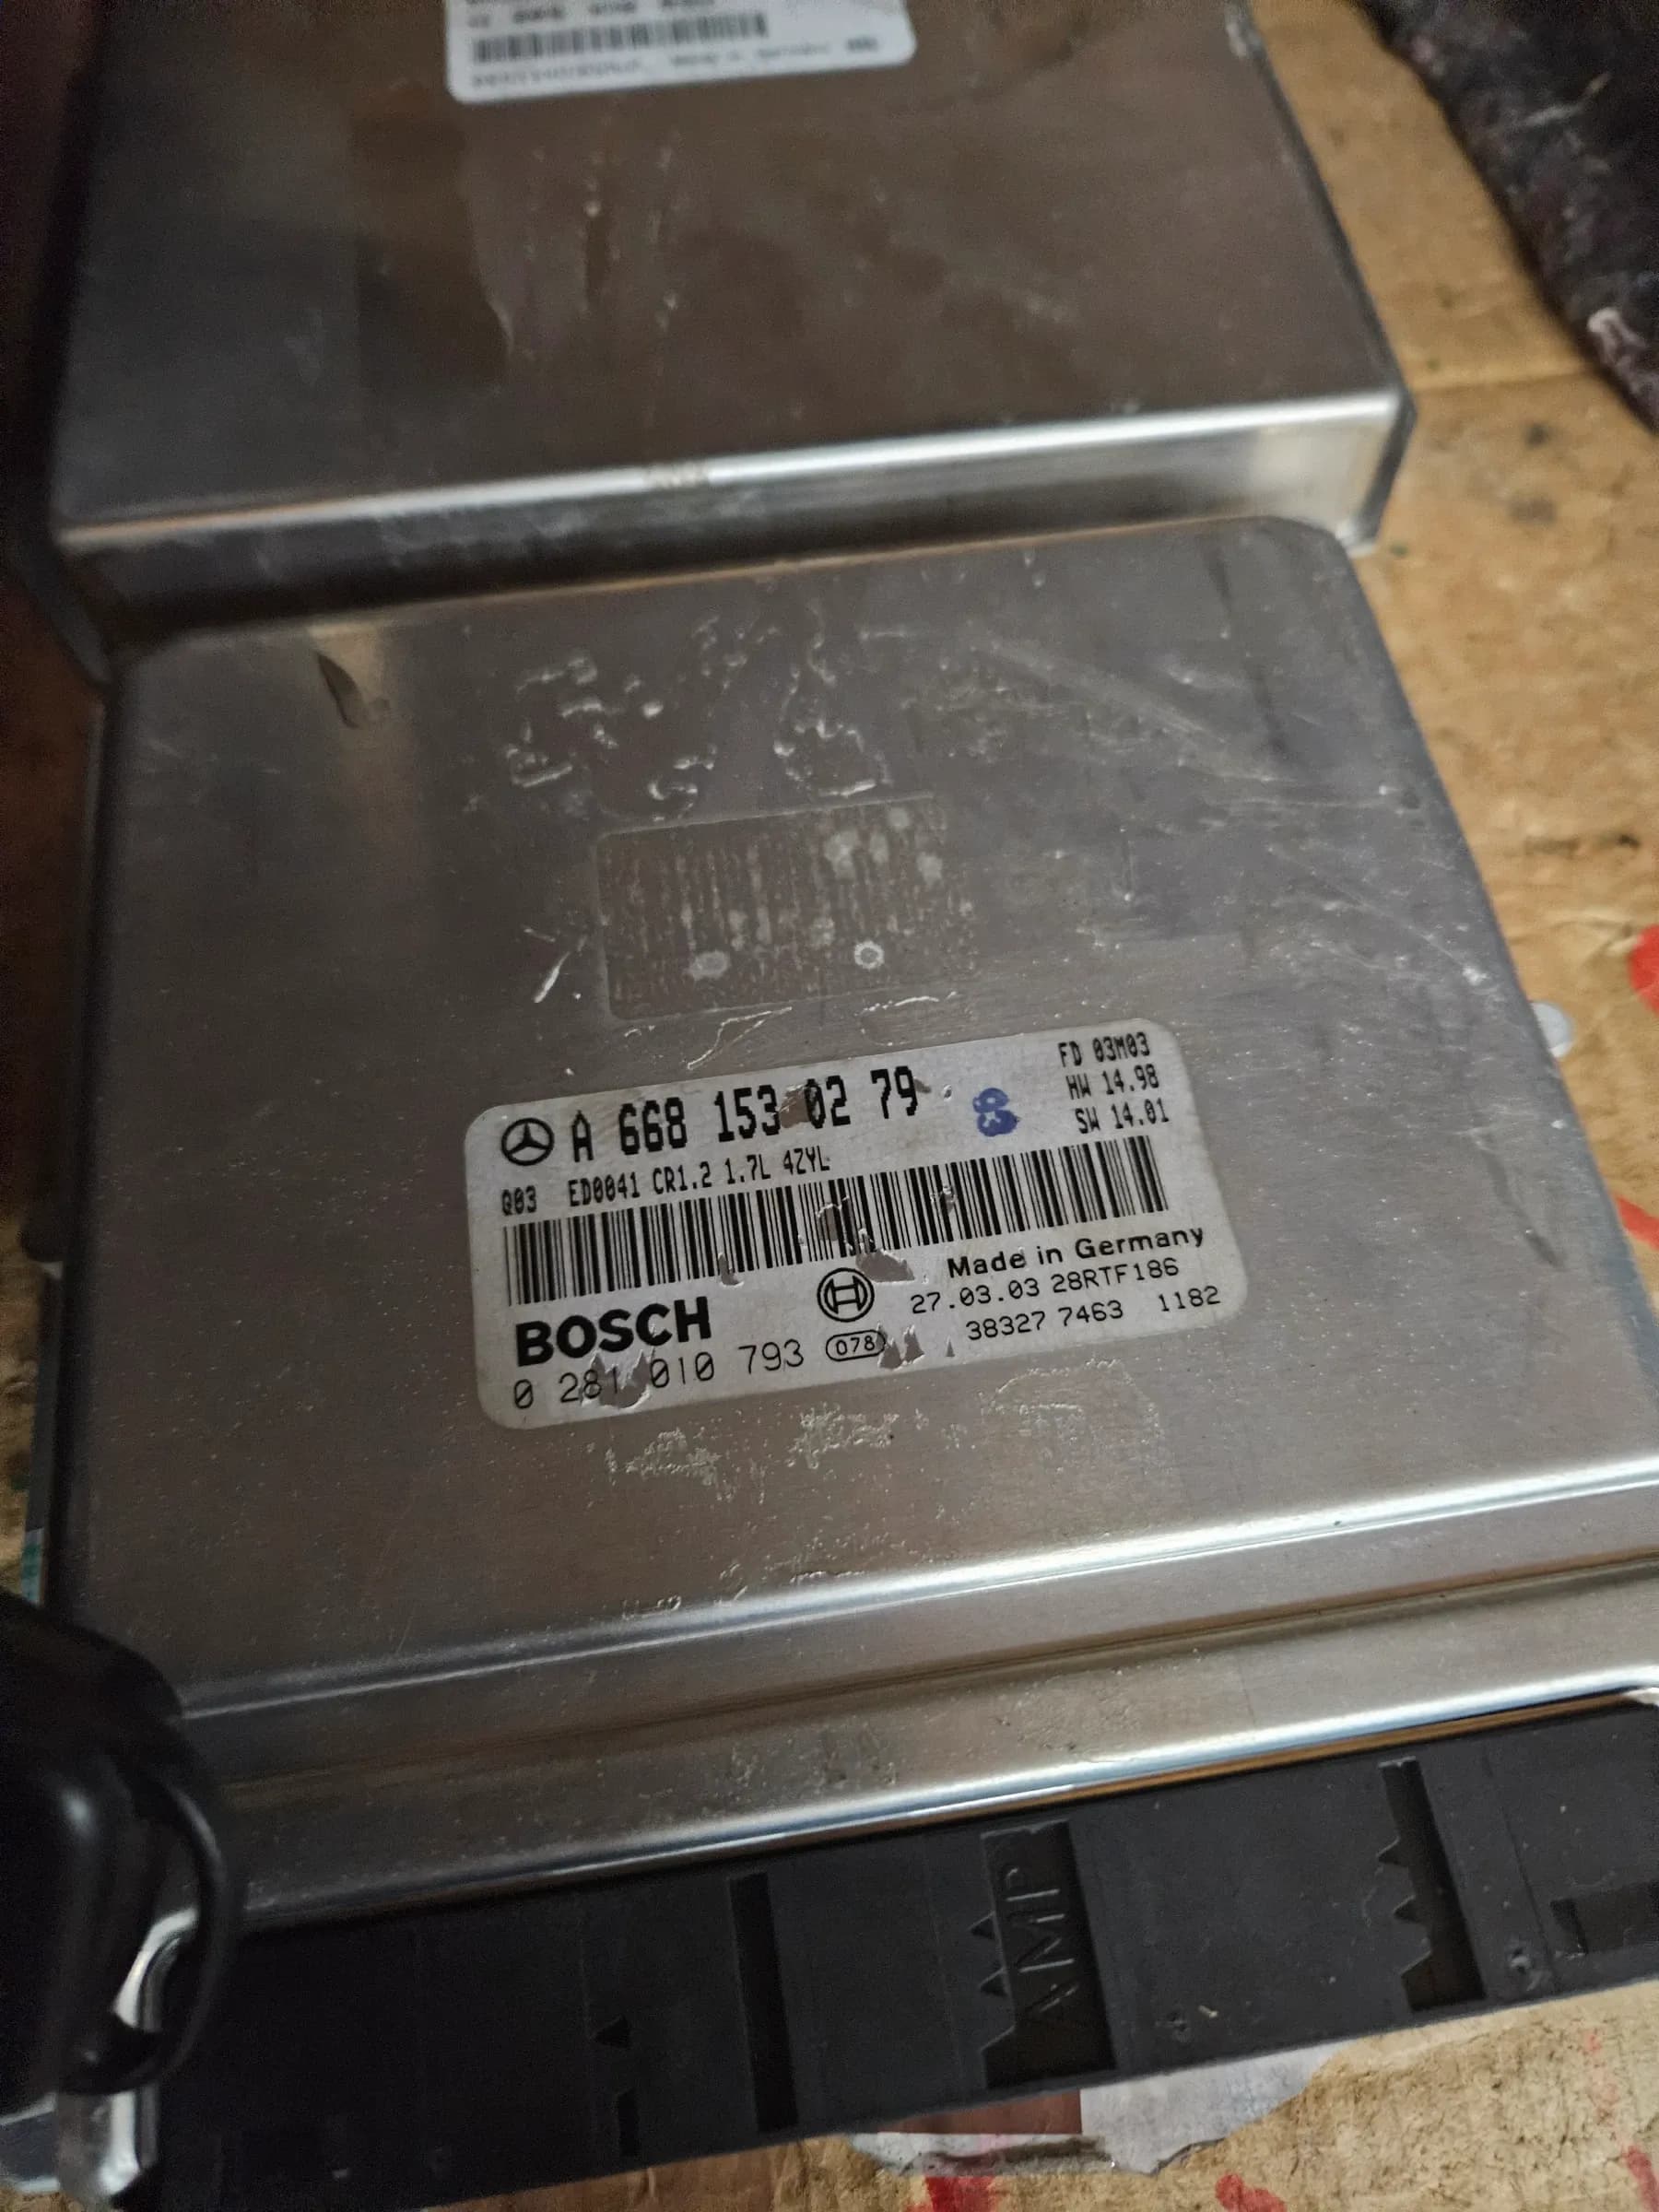 A 668 153 02 79
8
FD 03M03
HW 14.98
SW 14.01
Q03 ED0041 CR1.2 1.7L 4ZYL
Made in Germany
BOSCH
27.03.03 28RTF186
0 281 010 793 078
38327 7463 1182
AMP